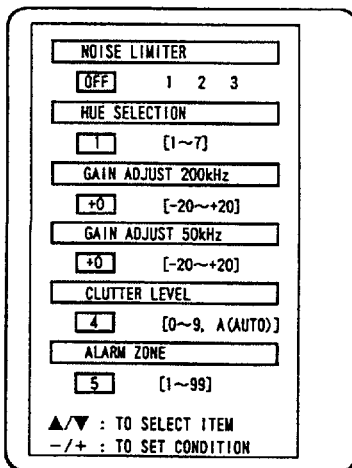 NOISE LIMITER
OFF 1 2 3
HUE SELECTION
1 [1~7]
GAIN ADJUST 200kHz
+0 [-20~+20]
GAIN ADJUST 50kHz
+0 [-20~+20]
CLUTTER LEVEL
4 [0~9, A(AUTO)]
ALARM ZONE
5 [1~99]
▲/▼ : TO SELECT ITEM
-/+ : TO SET CONDITION